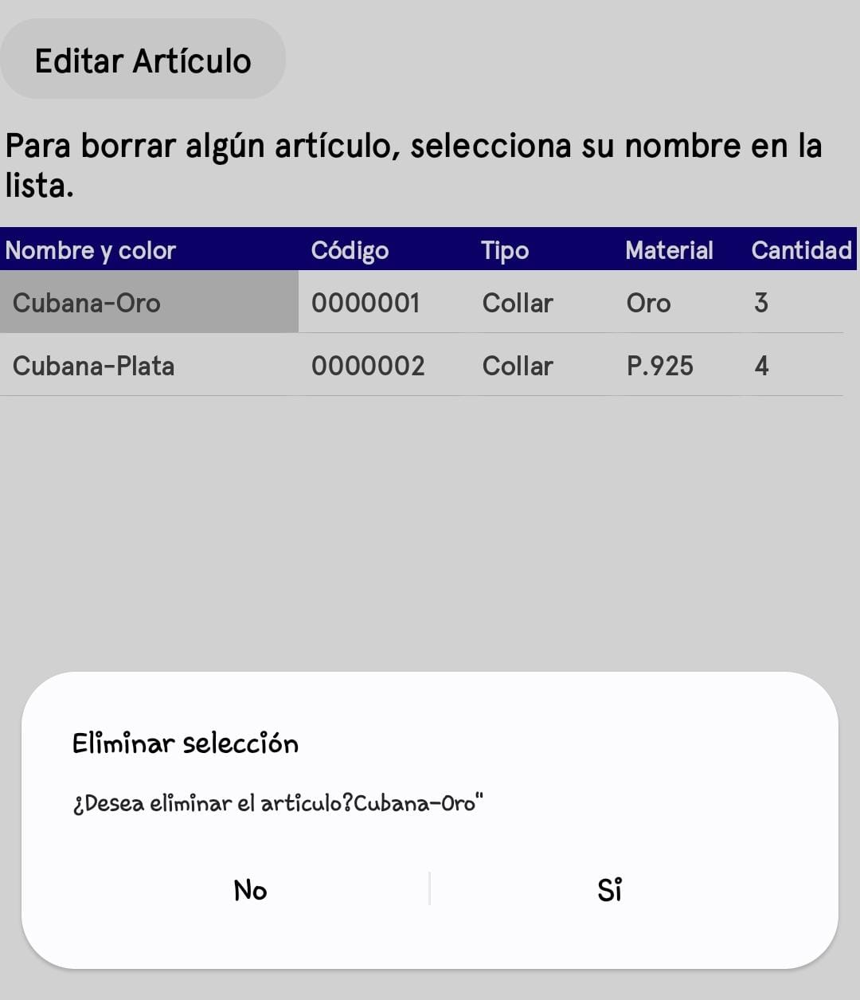 Editar Artículo
Para borrar algún artículo, selecciona su nombre en la
lista.
Nombre y color Código Tipo Material Cantidad
Cubana-Oro 0000001 Collar Oro 3
Cubana-Plata 0000002 Collar P.925 4
Eliminar selección
¿Desea eliminar el articulo?Cubana-Oro"
No Si